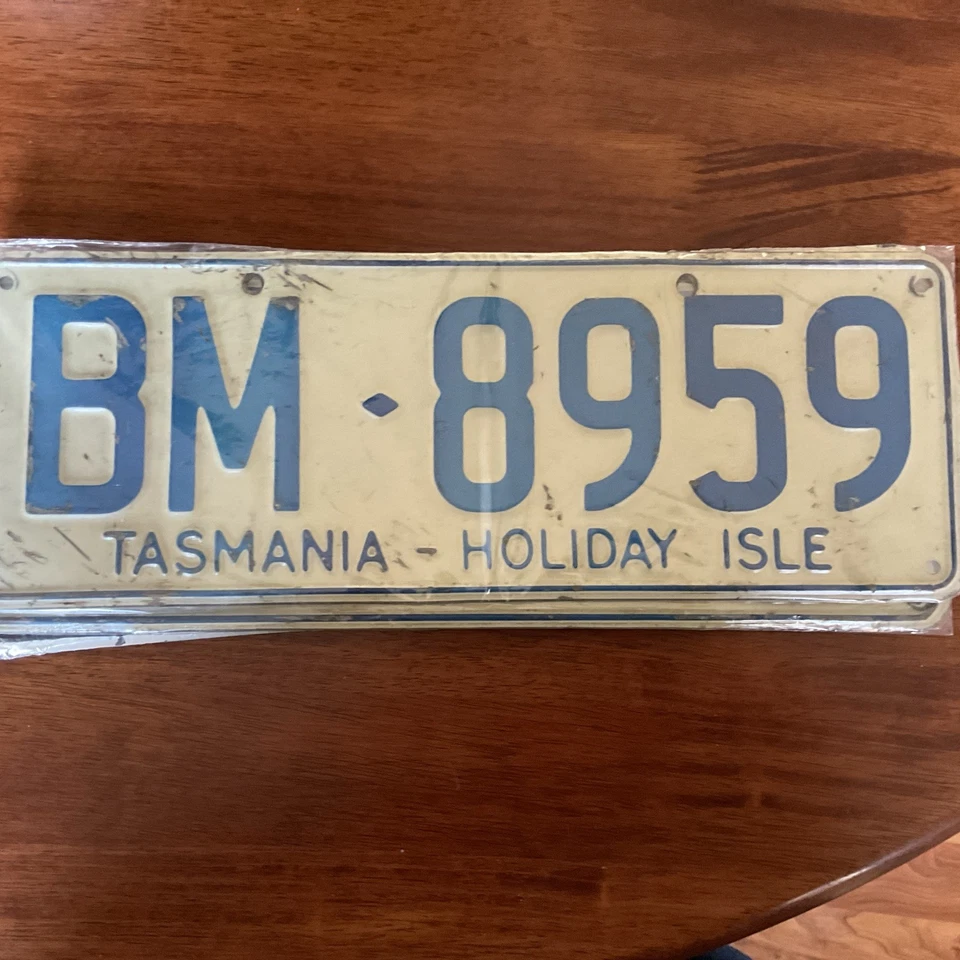 BM·8959
TASMANIA - HOLIDAY ISLE